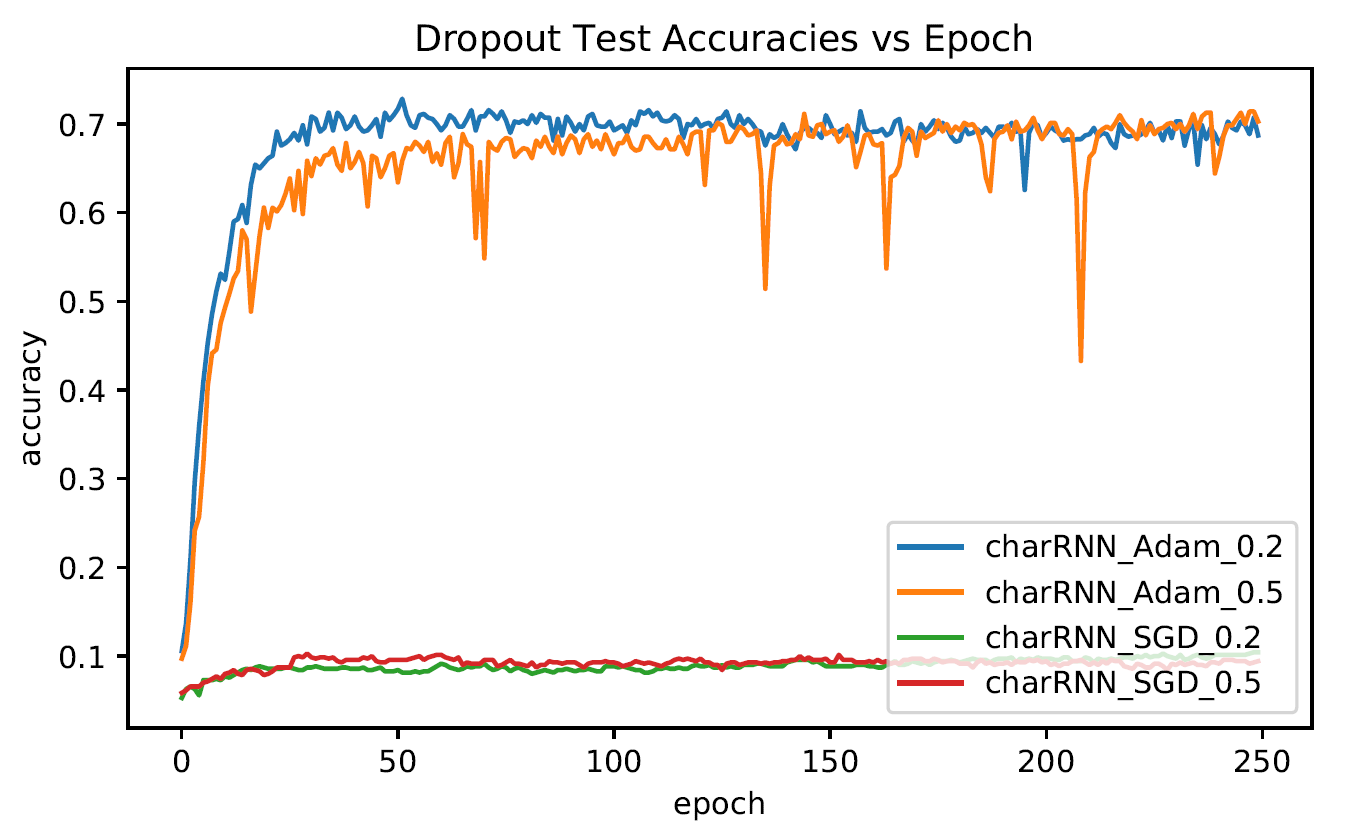 Dropout Test Accuracies vs Epoch
accuracy
0.7
0.6
0.5
0.4
0.3
0.2
0.1
charRNN_Adam_0.2
charRNN_Adam_0.5
charRNN_SGD_0.2
charRNN_SGD_0.5
0 50 100 150 200 250
epoch